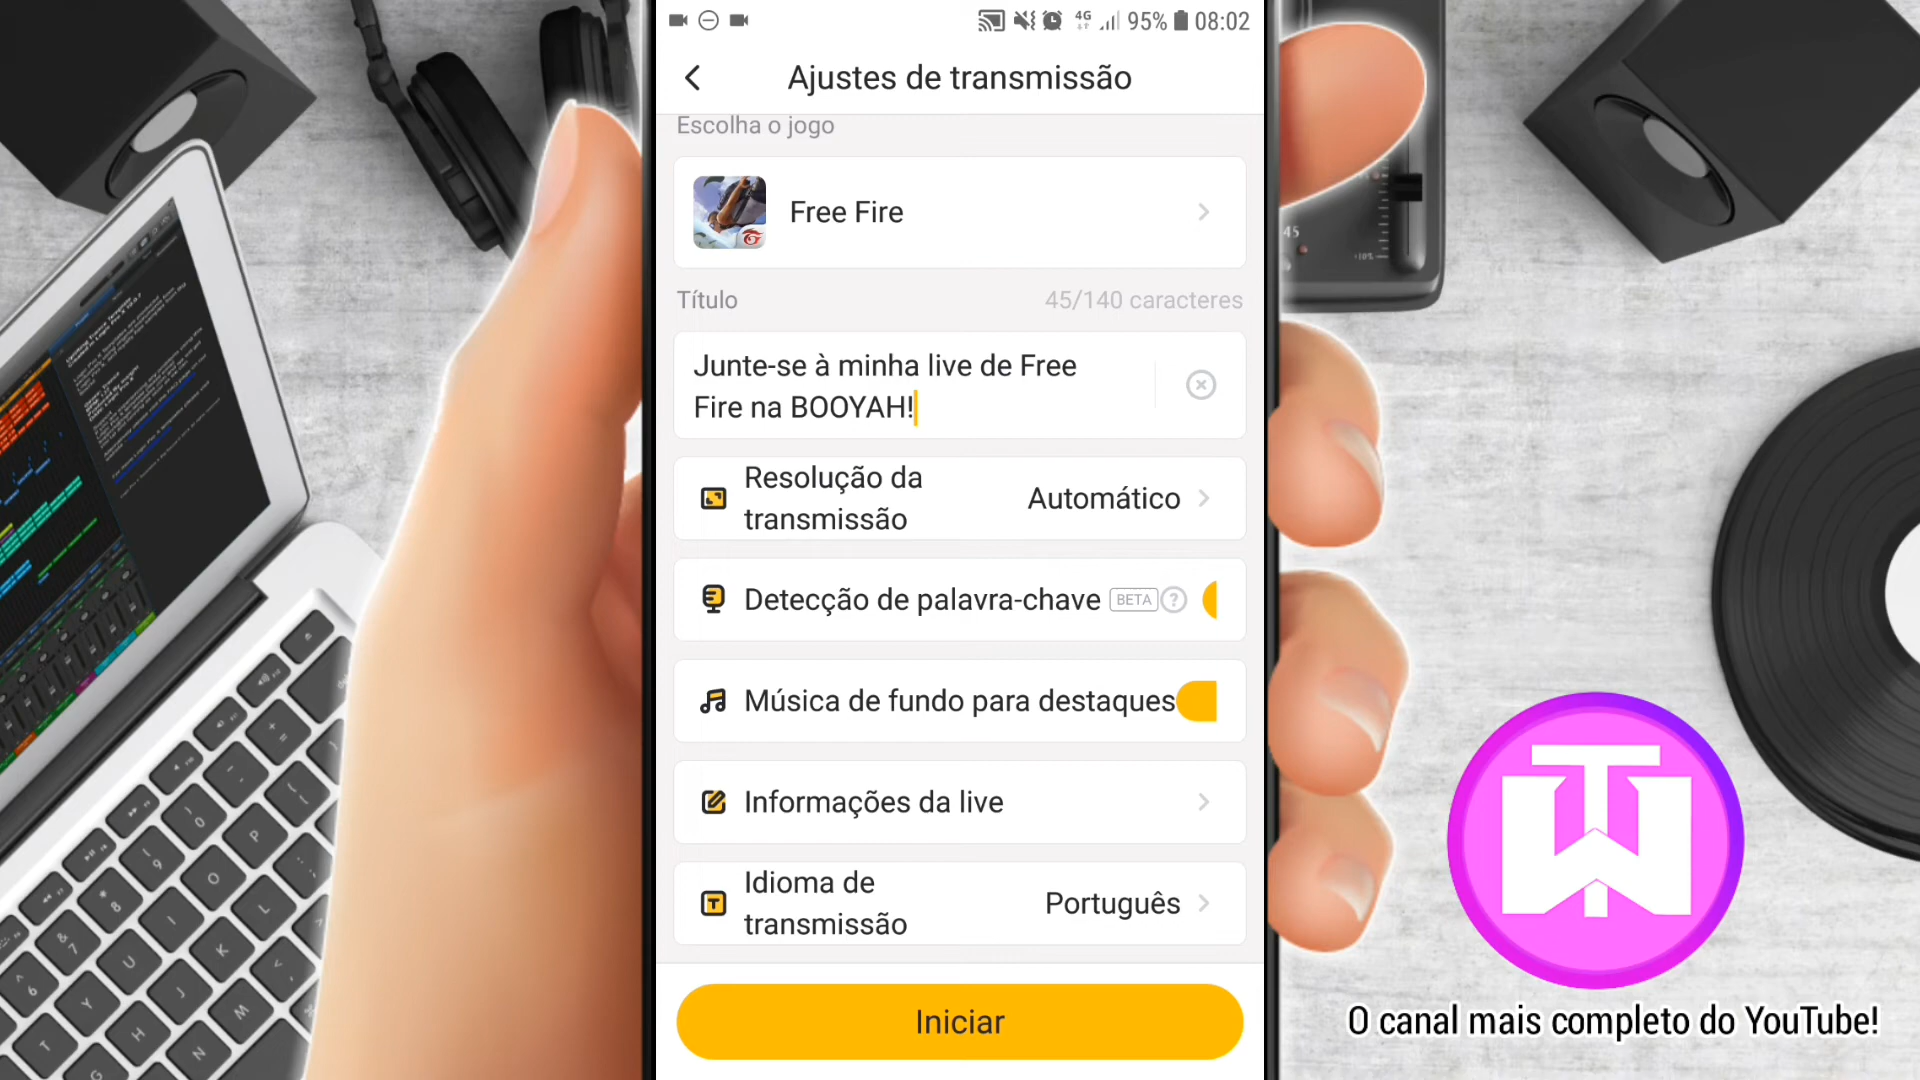 4G 95% 08:02
Ajustes de transmissão
Escolha o jogo
Free Fire
Título 45/140 caracteres
Junte-se à minha live de Free
Fire na BOOYAH!
Resolução da
transmissão
Automático
Detecção de palavra-chave BETA ?
Música de fundo para destaques
Informações da live
Idioma de
transmissão
Português
Iniciar
TW
O canal mais completo do YouTube!